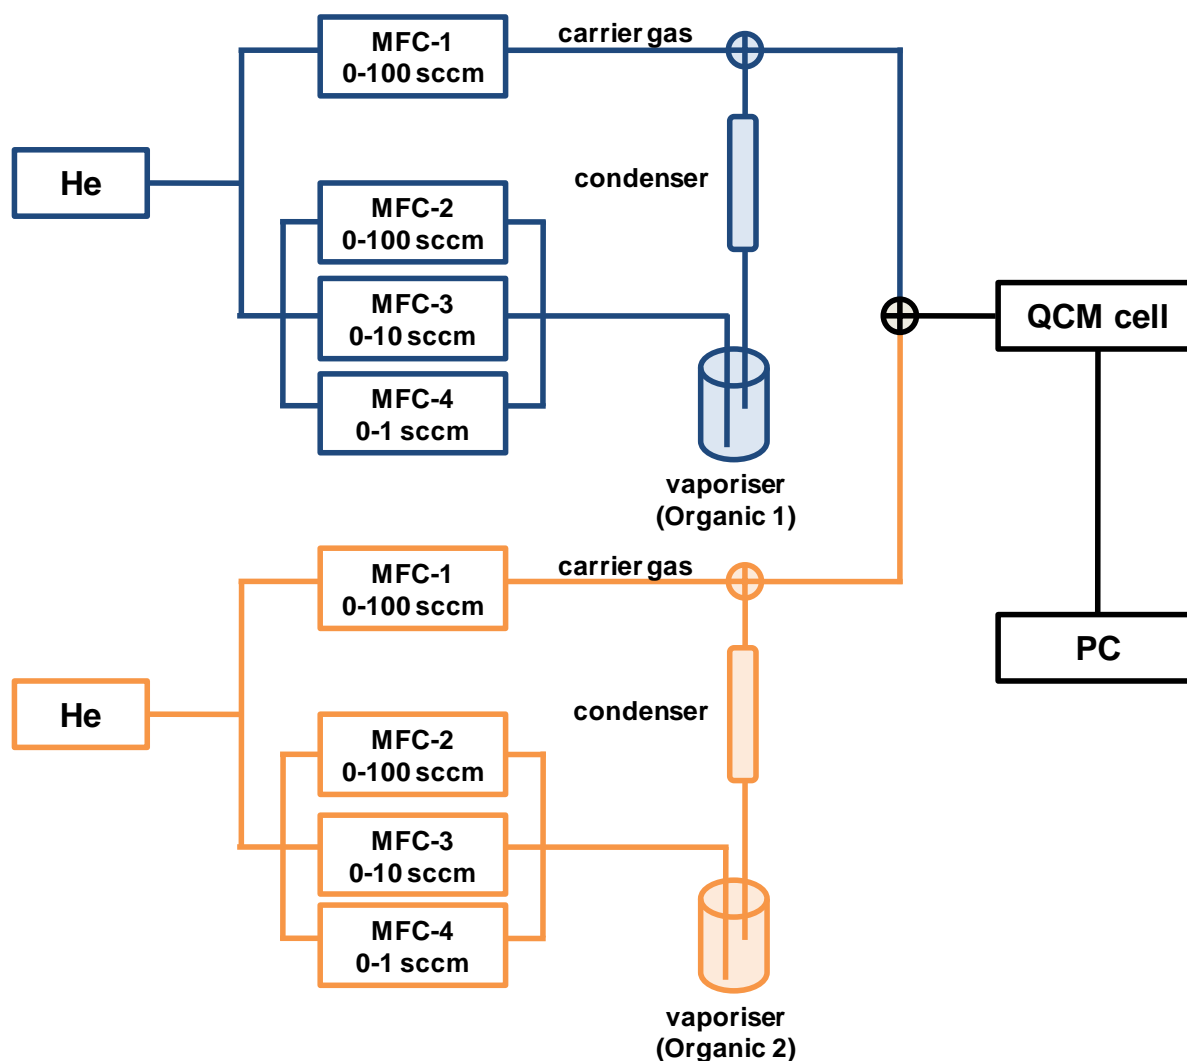 MFC-1
0-100 sccm
carrier gas
He
condenser
MFC-2
0-100 sccm
MFC-3
0-10 sccm
MFC-4
0-1 sccm
vaporiser
(Organic 1)
QCM cell
PC
MFC-1
0-100 sccm
carrier gas
He
condenser
MFC-2
0-100 sccm
MFC-3
0-10 sccm
MFC-4
0-1 sccm
vaporiser
(Organic 2)